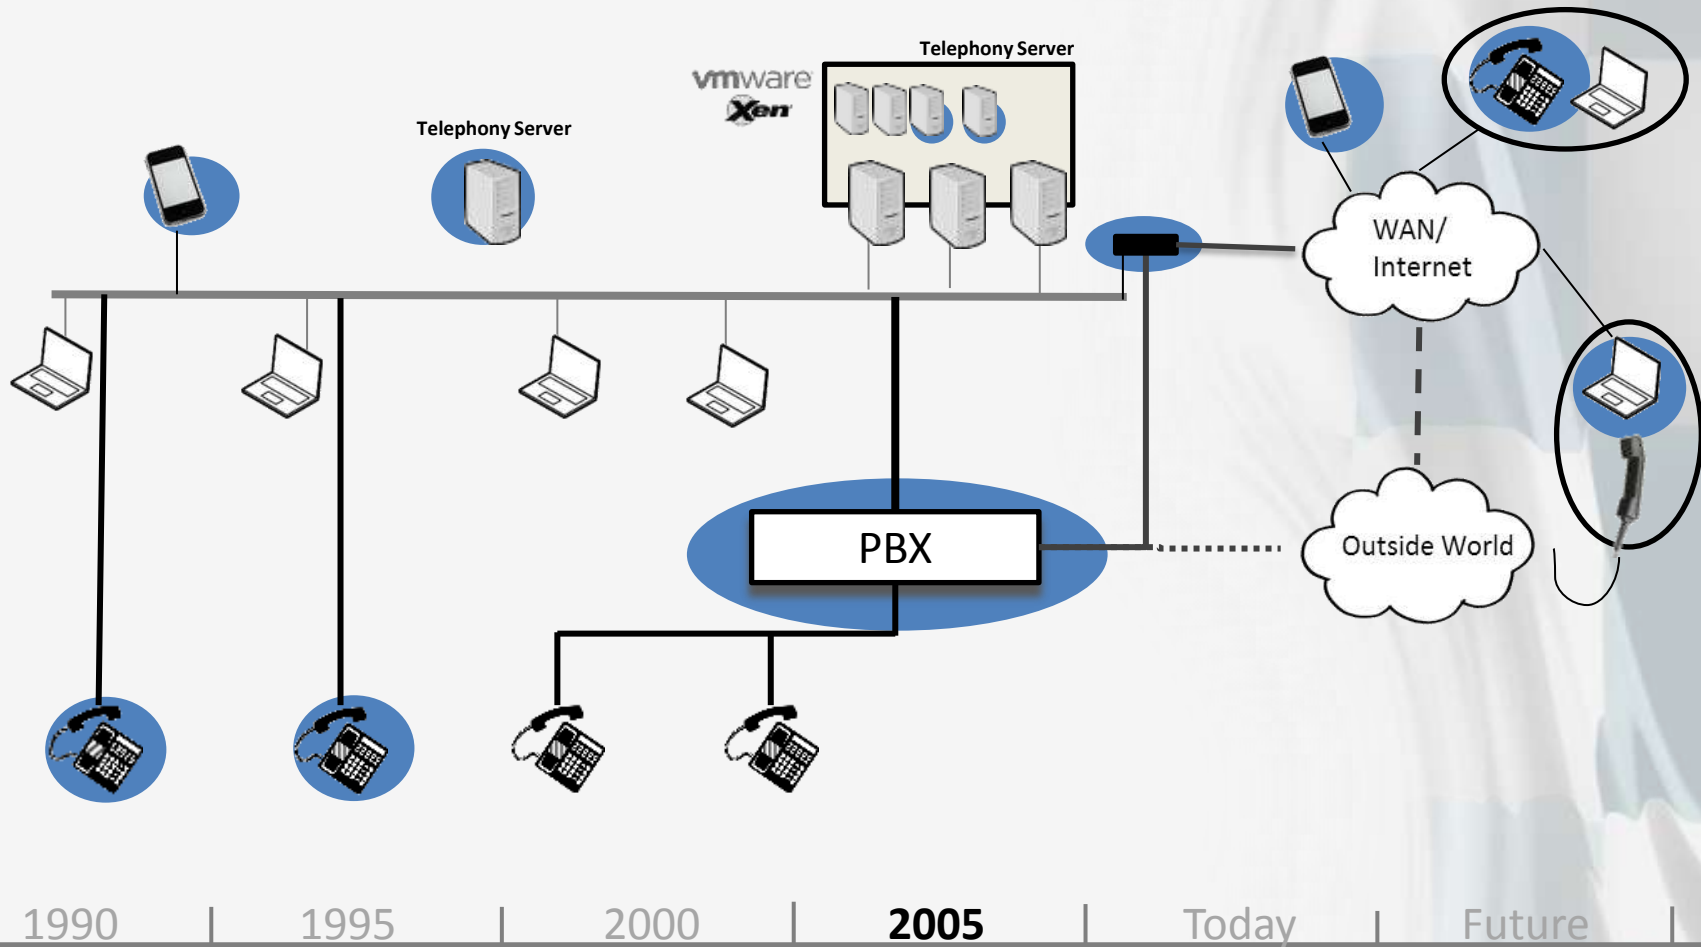 Telephony Server
vmware
Xen
Telephony Server
WAN/
Internet
PBX
Outside World
1990 | 1995 | 2000 | 2005 | Today | Future |